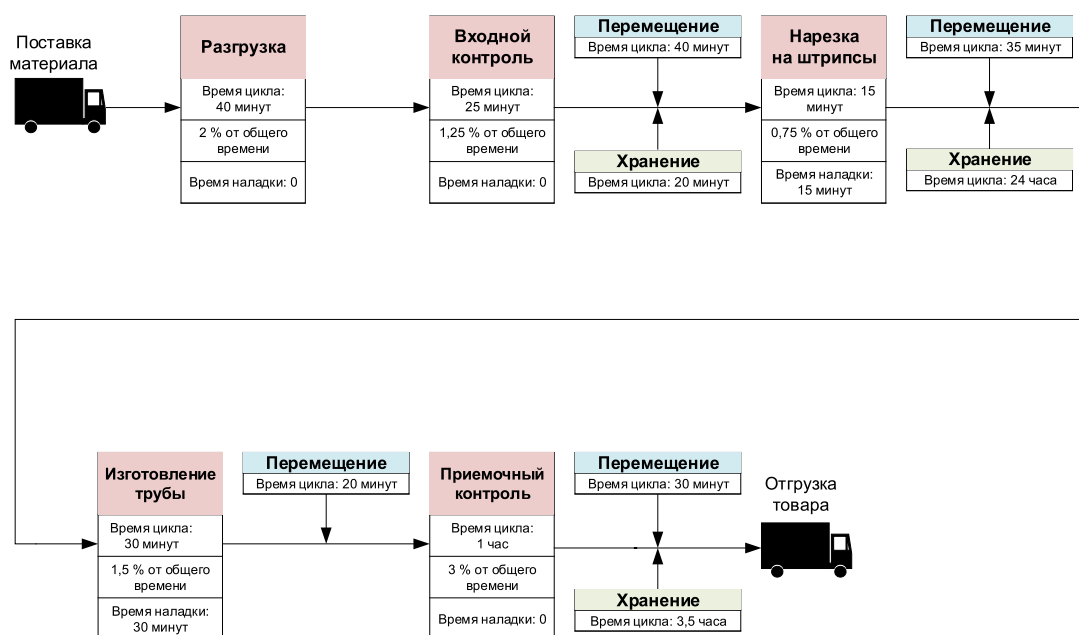 Поставка
материала
Разгрузка
Время цикла:
40 минут
2 % от общего
времени
Время наладки: 0
Входной
контроль
Время цикла:
25 минут
1,25 % от общего
времени
Время наладки: 0
Перемещение
Время цикла: 40 минут
Хранение
Время цикла: 20 минут
Нарезка
на штрипсы
Время цикла: 15
минут
0,75 % от общего
времени
Время наладки:
15 минут
Перемещение
Время цикла: 35 минут
Хранение
Время цикла: 24 часа
Изготовление
трубы
Время цикла:
30 минут
1,5 % от общего
времени
Время наладки:
30 минут
Перемещение
Время цикла: 20 минут
Приемочный
контроль
Время цикла:
1 час
3 % от общего
времени
Время наладки: 0
Перемещение
Время цикла: 30 минут
Хранение
Время цикла: 3,5 часа
Отгрузка
товара